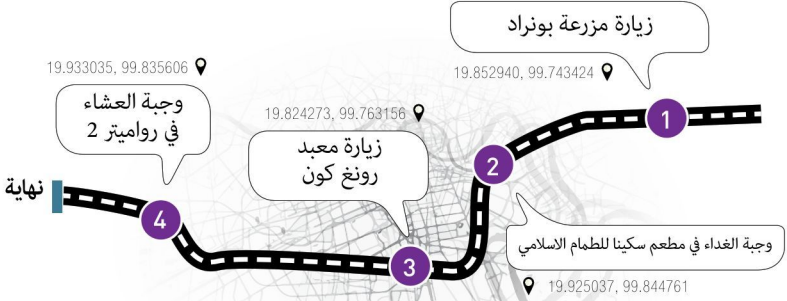 زيارة مزرعة بونراد
19.852940, 99.743424
1
2
وجبة الغداء في مطعم سكينا للطمام الاسلامي
19.925037, 99.844761
19.824273, 99.763156
زيارة معبد
رونغ كون
3
19.933035, 99.835606
وجبة العشاء
في رواميتر 2
4
نهاية